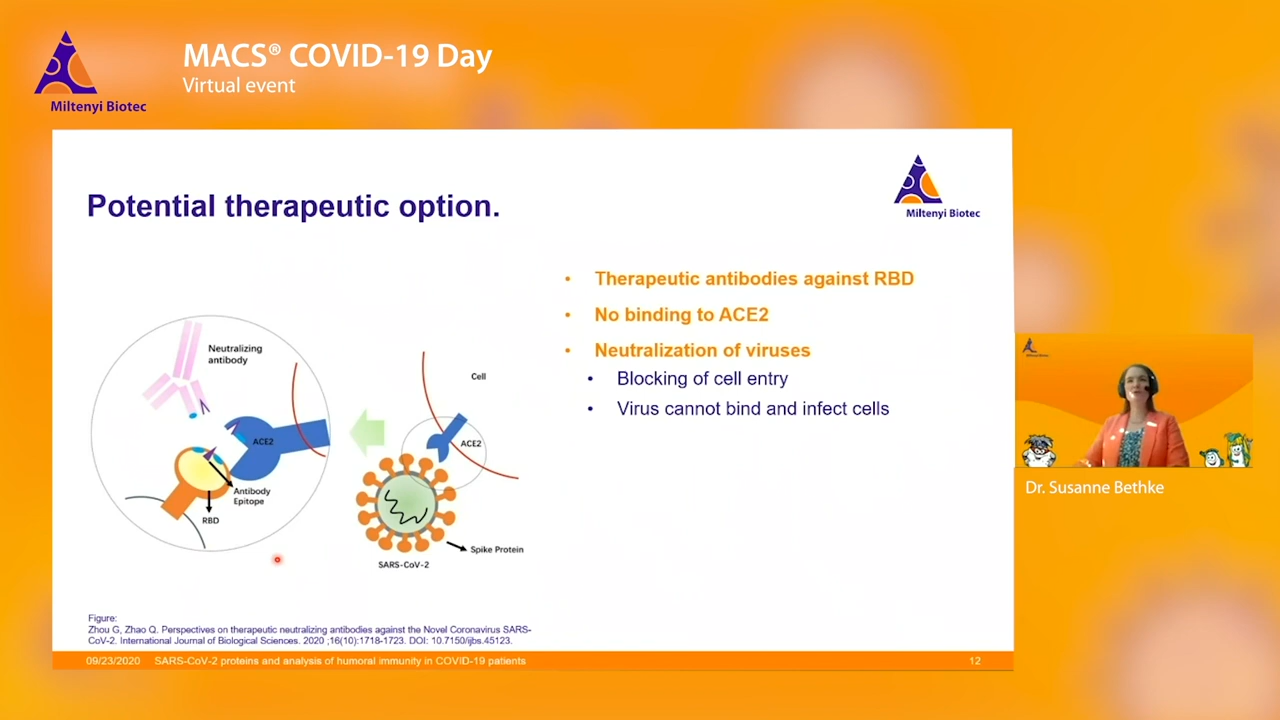 MACS® COVID-19 Day
Virtual event
Miltenyi Biotec
Potential therapeutic option.
Miltenyi Biotec
• Therapeutic antibodies against RBD
• No binding to ACE2
• Neutralization of viruses
• Blocking of cell entry
• Virus cannot bind and infect cells
Neutralizing
antibody
ACE2
Antibody
Epitope
RBD
Cell
ACE2
Spike Protein
SARS-CoV-2
Figure:
Zhou G, Zhao Q. Perspectives on therapeutic neutralizing antibodies against the Novel Coronavirus SARS-
CoV-2. International Journal of Biological Sciences. 2020 ;16(10):1718-1723. DOI: 10.7150/ijbs.45123.
09/23/2020 SARS-CoV-2 proteins and analysis of humoral immunity in COVID-19 patients 12
Dr. Susanne Bethke